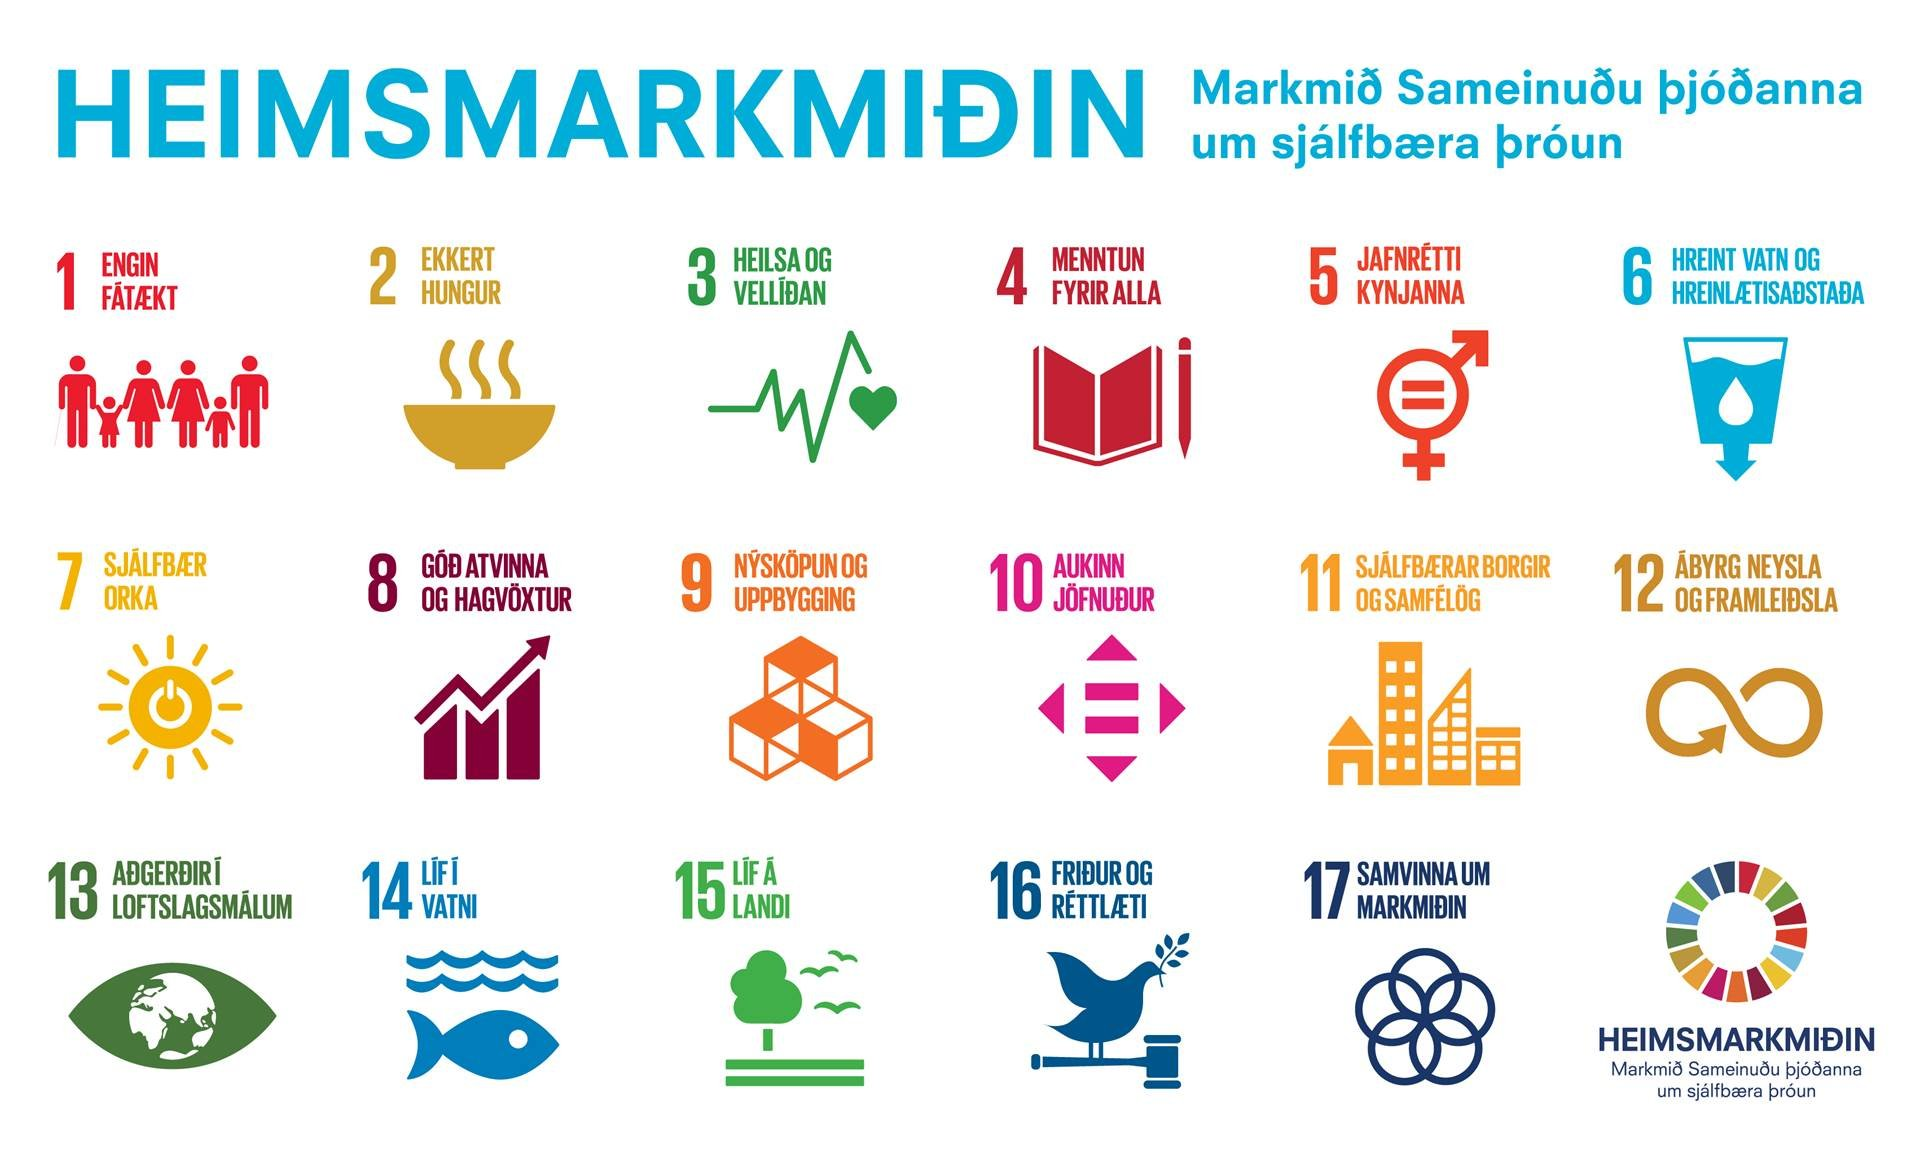 HEIMSMARKMIÐIN
Markmið Sameinuðu þjóðanna
um sjálfbæra þróun
1 ENGIN
FÁTÆKT
2 EKKERT
HUNGUR
3 HEILSA OG
VELLÍÐAN
4 MENNTUN
FYRIR ALLA
5 JAFNRÉTTI
KYNJANNA
6 HREINT VATN OG
HREINLÆTISAÐSTAÐA
7 SJÁLFBÆR
ORKA
8 GÓÐ ATVINNA
OG HAGVÖXTUR
9 NÝSKÖPUN OG
UPPBYGGING
10 AUKINN
JÖFNUÐUR
11 SJÁLFBÆRAR BORGIR
OG SAMFÉLÖG
12 ÁBYRG NEYSLA
OG FRAMLEIÐSLA
13 AÐGERÐIR Í
LOFTSLAGSMÁLUM
14 LÍF Í
VATNI
15 LÍF Á
LANDI
16 FRIÐUR OG
RÉTTLÆTI
17 SAMVINNA UM
MARKMIÐIN
HEIMSMARKMIÐIN
Markmið Sameinuðu þjóðanna
um sjálfbæra þróun